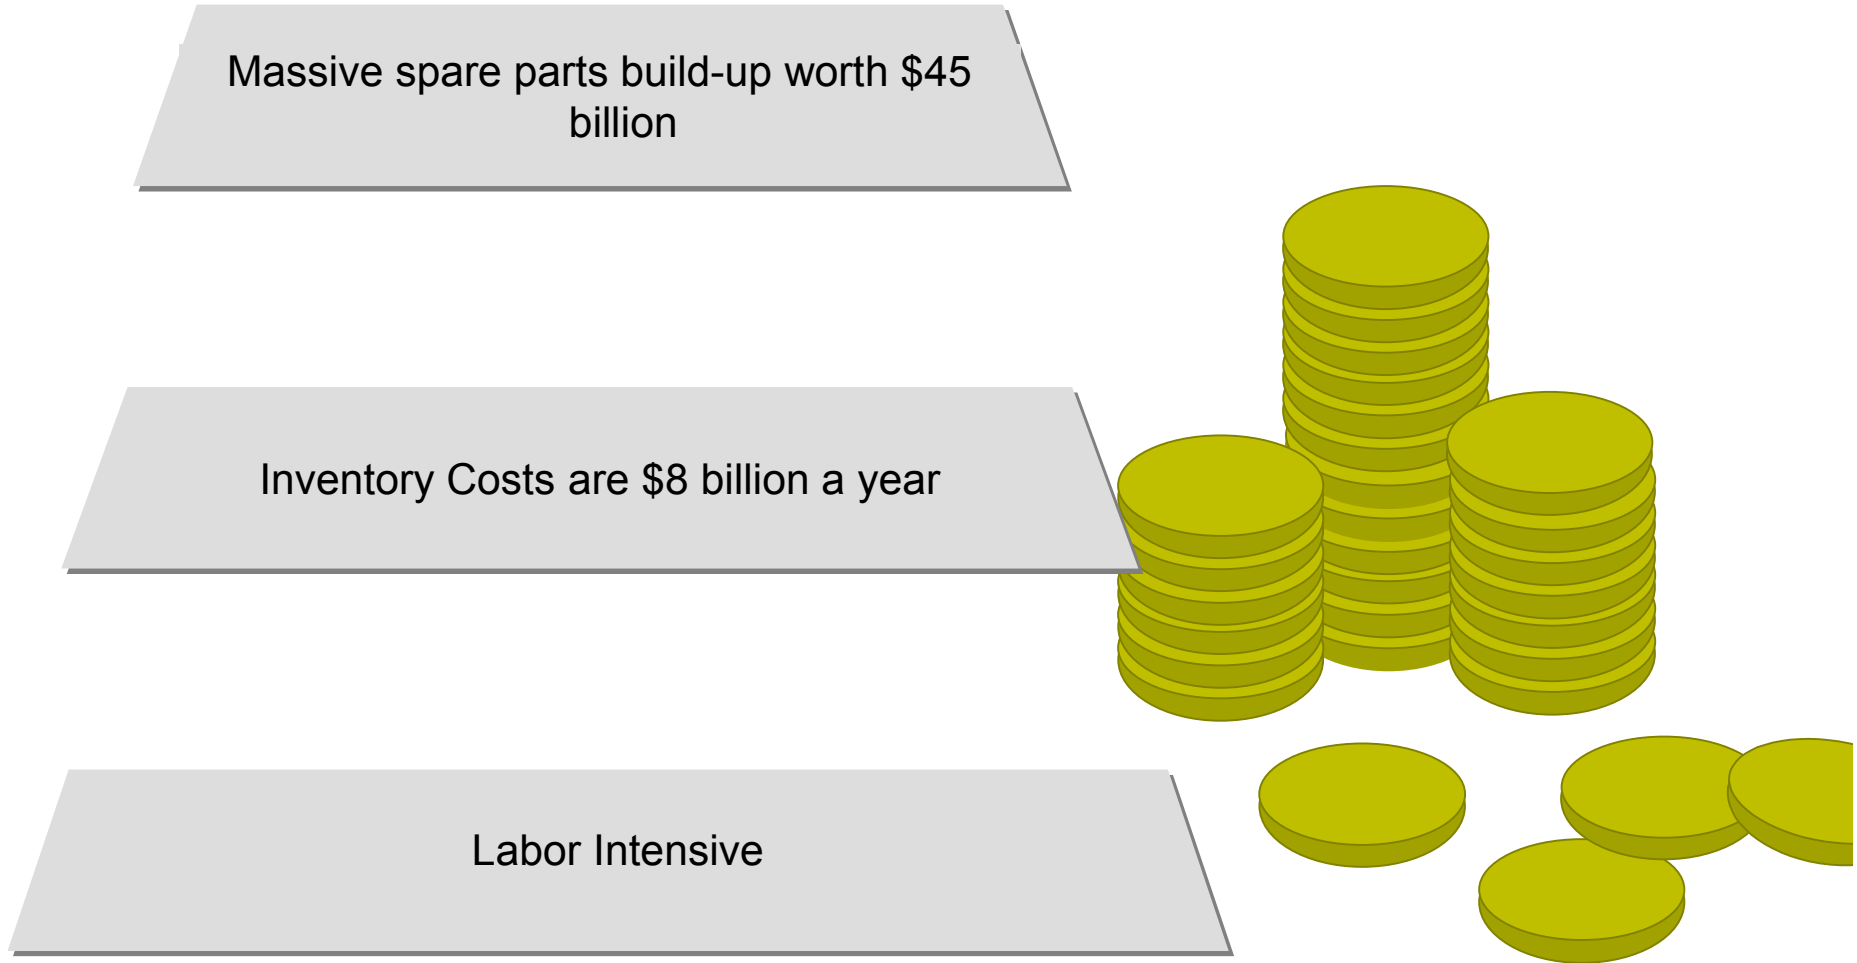 Massive spare parts build-up worth $45
billion
Inventory Costs are $8 billion a year
Labor Intensive